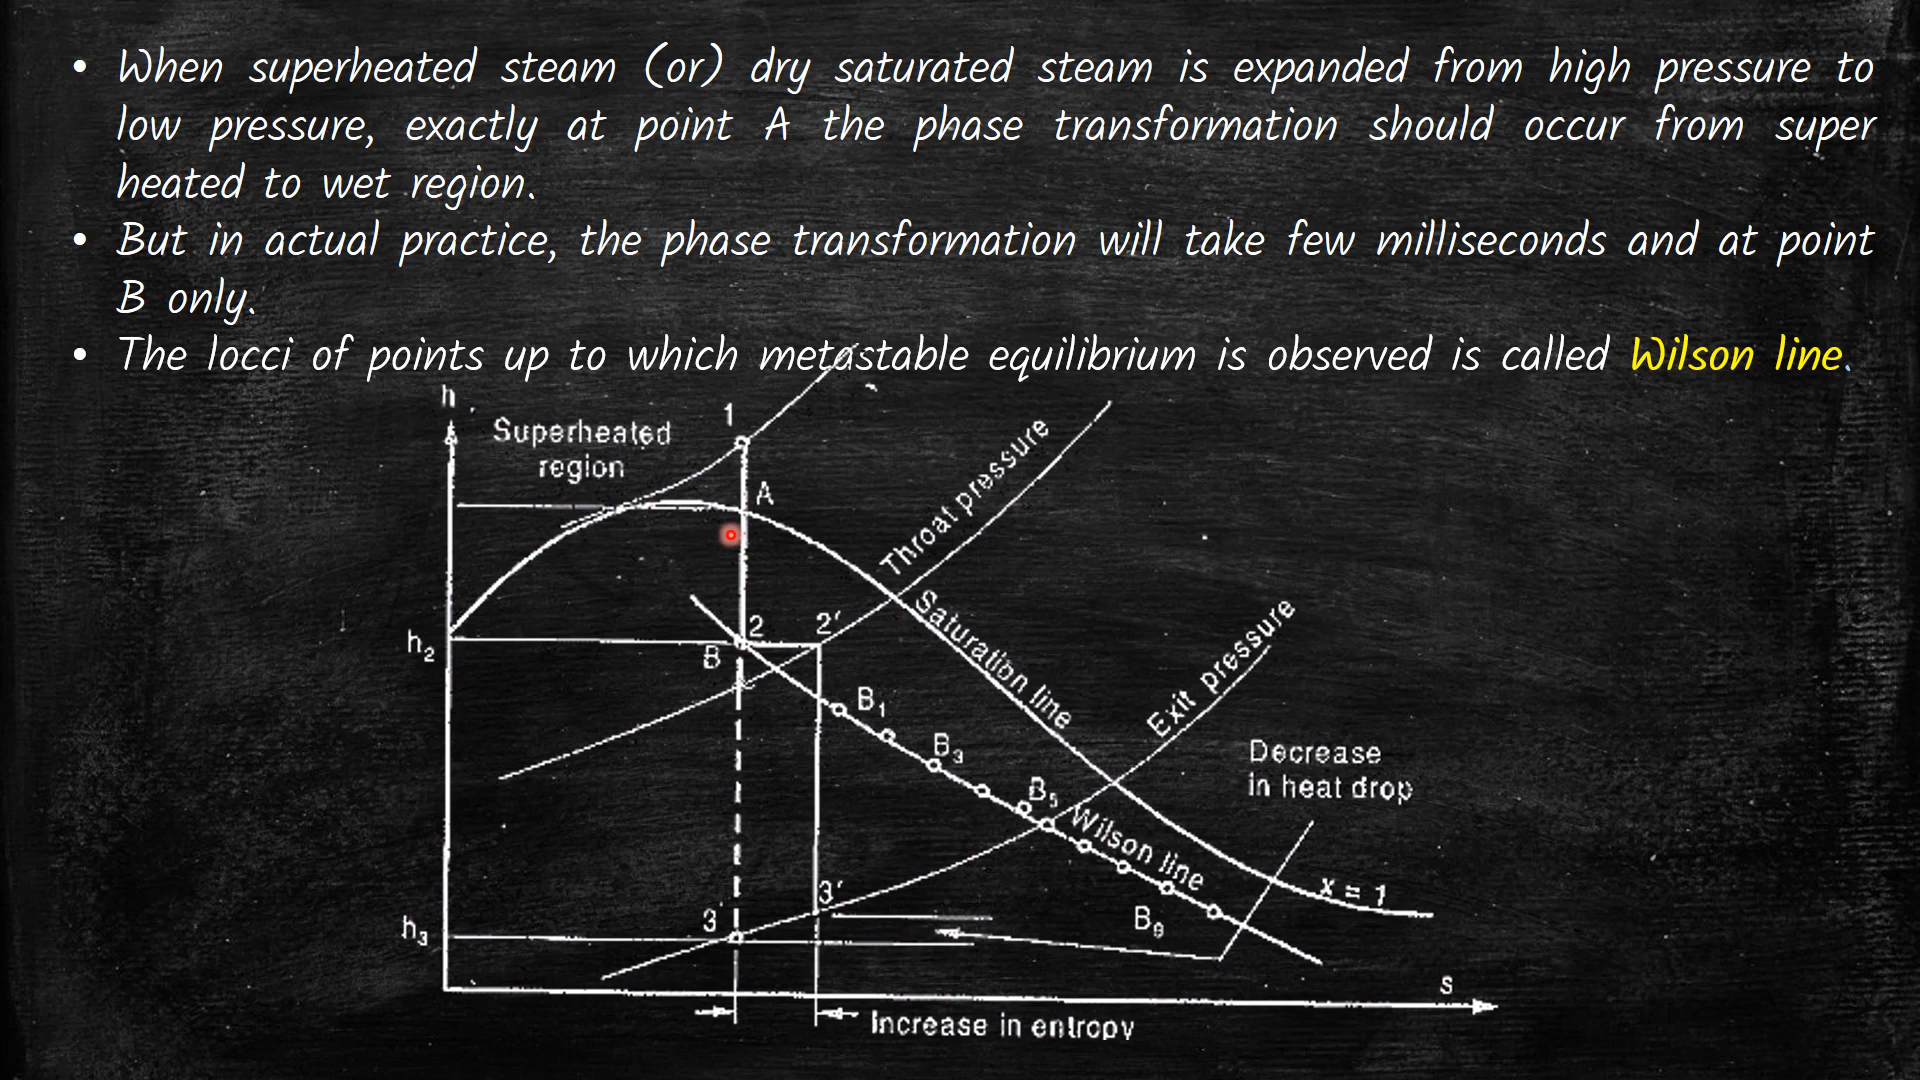 • When superheated steam (or) dry saturated steam is expanded from high pressure to
low pressure, exactly at point A the phase transformation should occur from super
heated to wet region.
• But in actual practice, the phase transformation will take few milliseconds and at point
B only.
• The locci of points up to which metastable equilibrium is observed is called Wilson line.
h
Superheated
region
1
A
Throat pressure
h2
2
2'
B
Saturation line
Exit pressure
B1
B3
Decrease
in heat drop
B5
Wilson line
x = 1
3'
3
h3
B9
s
Increase in entropy